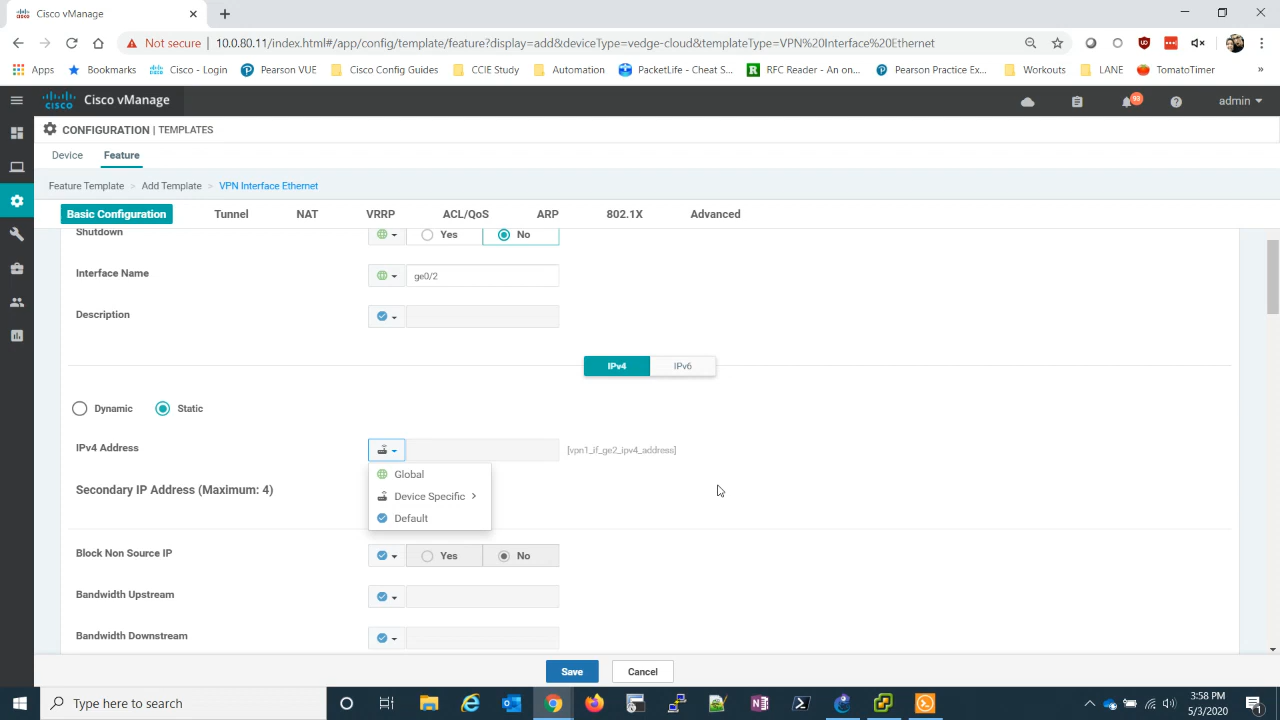 Cisco vManage
Not secure | 10.0.80.11/index.html#/app/config/template/feature?display=add&deviceType=vedge-cloud&templateType=VPN%20Interface%20Ethernet
Apps Bookmarks Cisco - Login Pearson VUE Cisco Config Guides CCIE Study Automation PacketLife - Cheat S... RFC Reader - An on... Pearson Practice Ex... Workouts LANE TomatoTimer »
Cisco vManage admin
CONFIGURATION | TEMPLATES
Device Feature
Feature Template > Add Template > VPN Interface Ethernet
Basic Configuration Tunnel NAT VRRP ACL/QoS ARP 802.1X Advanced
Shutdown Yes No
Interface Name ge0/2
Description
IPv4 IPv6
Dynamic Static
IPv4 Address [vpn1_if_ge2_ipv4_address]
Global
Secondary IP Address (Maximum: 4) Device Specific >
Default
Block Non Source IP Yes No
Bandwidth Upstream
Bandwidth Downstream
Save Cancel
Type here to search
3:58 PM
5/3/2020